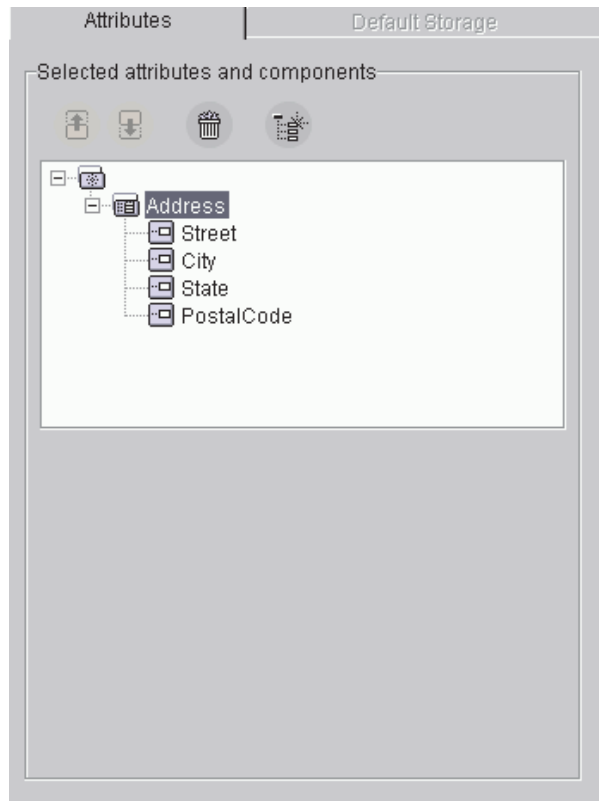 Attributes Default Storage
Selected attributes and components
Address
Street
City
State
PostalCode